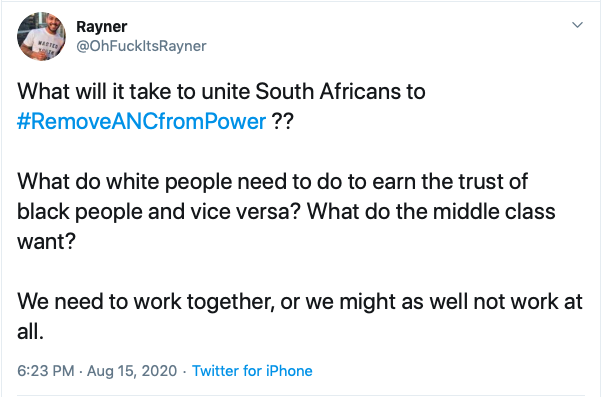 Rayner
@OhFuckItsRayner
What will it take to unite South Africans to
#RemoveANCfromPower ??
What do white people need to do to earn the trust of
black people and vice versa? What do the middle class
want?
We need to work together, or we might as well not work at
all.
6:23 PM · Aug 15, 2020 · Twitter for iPhone